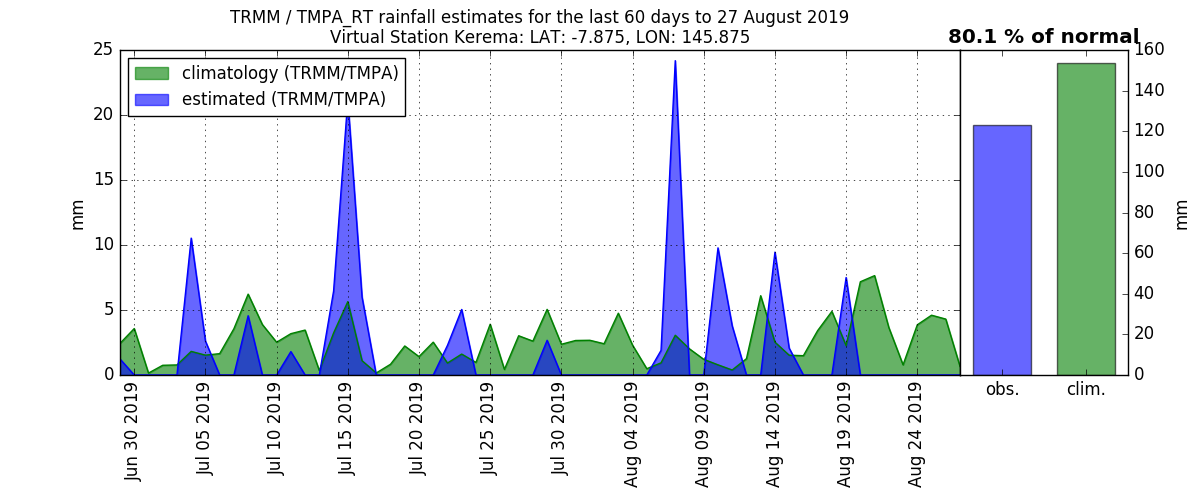 TRMM / TMPA_RT rainfall estimates for the last 60 days to 27 August 2019
Virtual Station Kerema: LAT: -7.875, LON: 145.875
80.1 % of normal
climatology (TRMM/TMPA)
estimated (TRMM/TMPA)
25
20
15
10
5
0
mm
160
140
120
100
80
60
40
20
0
mm
Jun 30 2019
Jul 05 2019
Jul 10 2019
Jul 15 2019
Jul 20 2019
Jul 25 2019
Jul 30 2019
Aug 04 2019
Aug 09 2019
Aug 14 2019
Aug 19 2019
Aug 24 2019
obs.
clim.